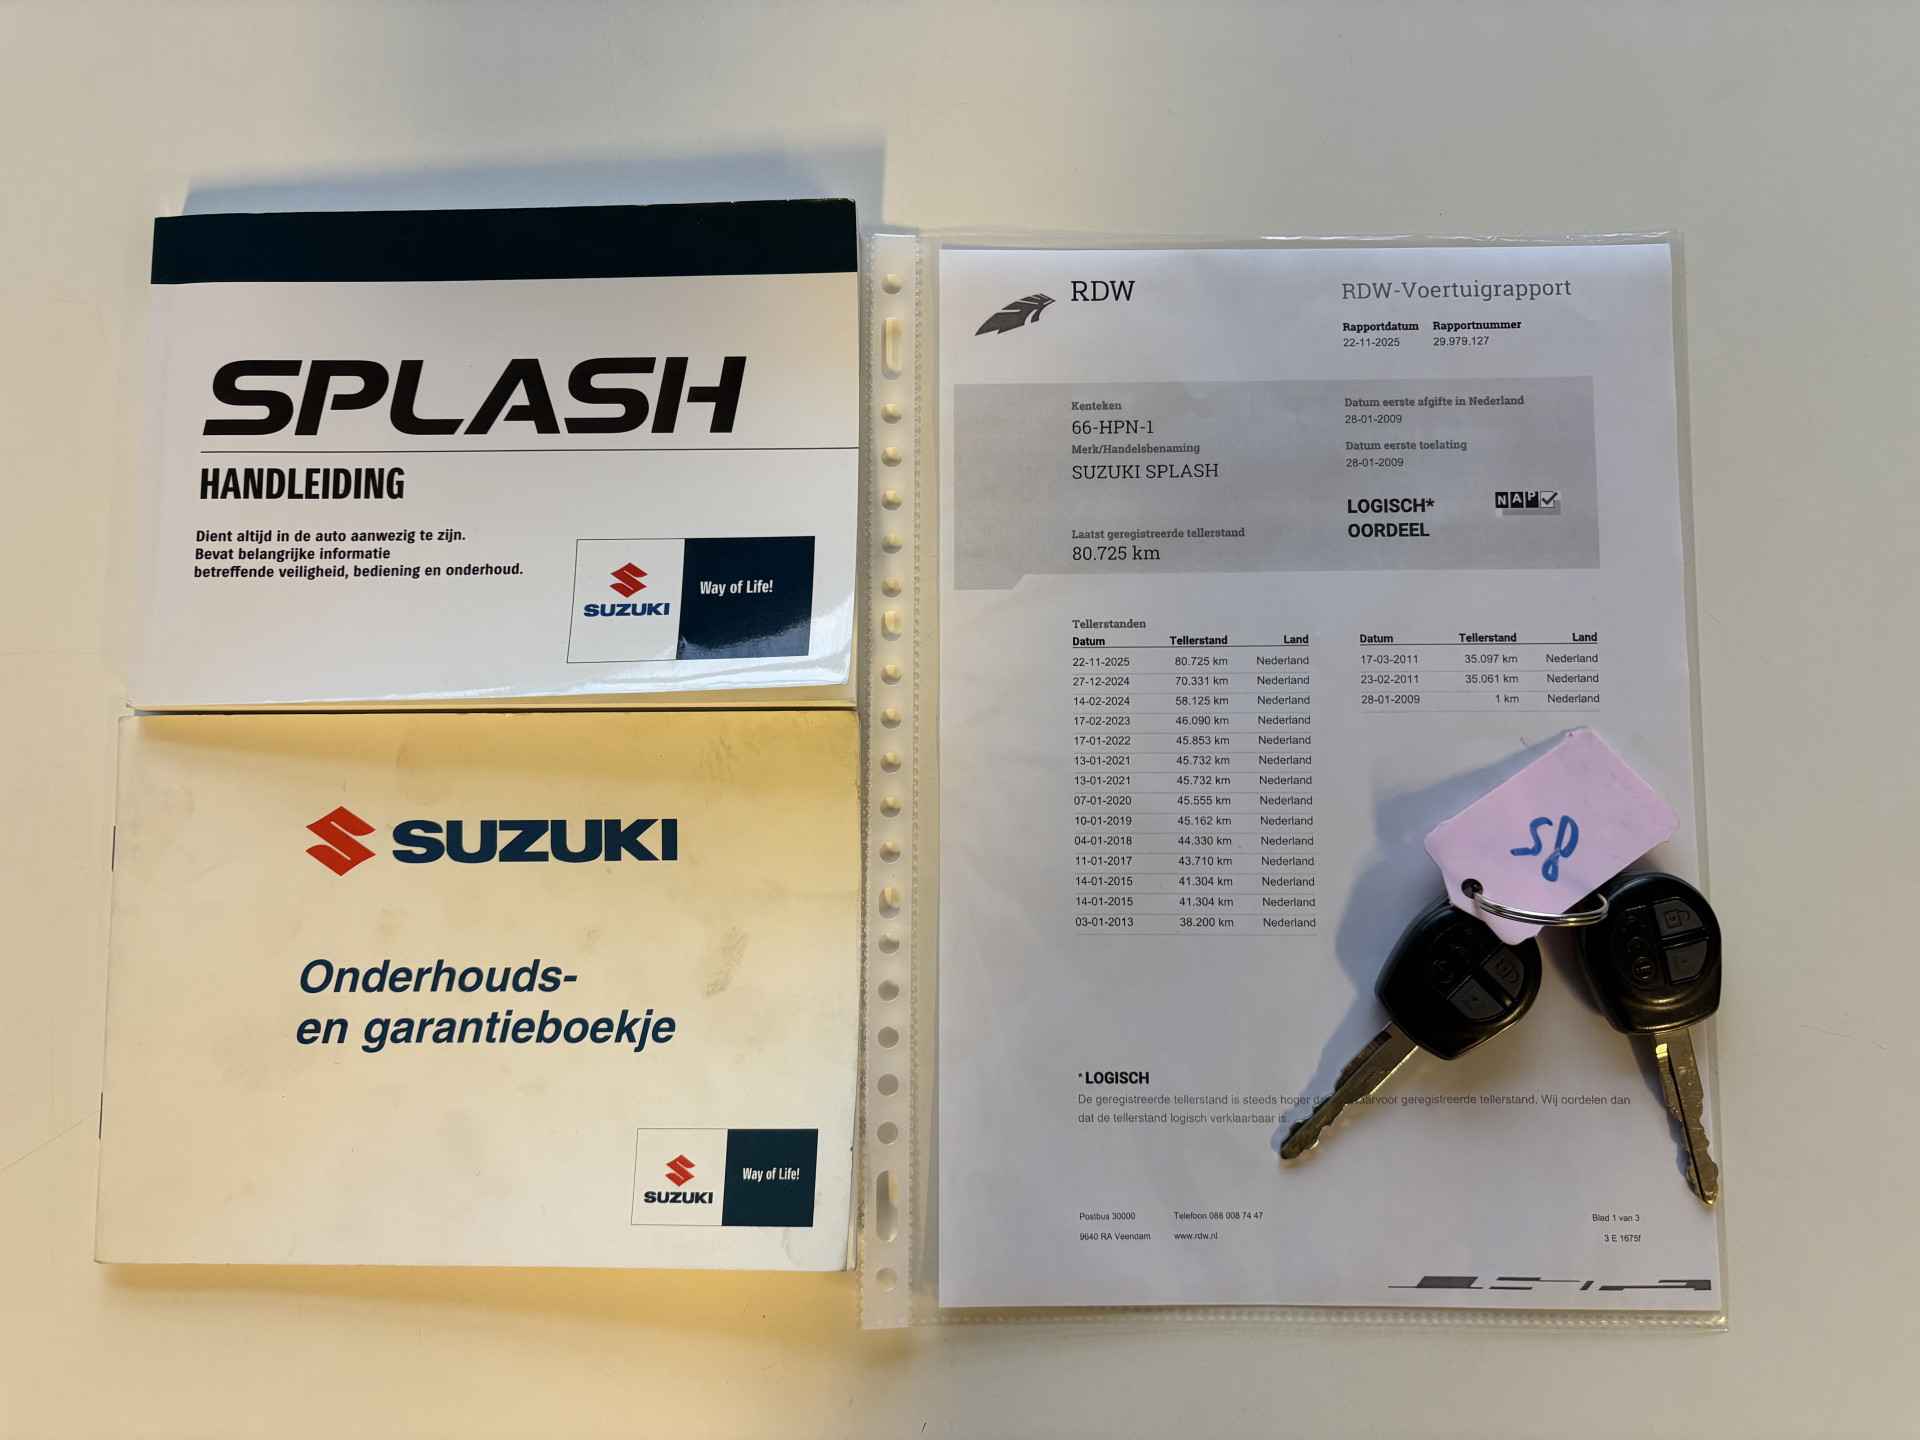 SPLASH
HANDLEIDING
Dient altijd in de auto aanwezig te zijn.
Bevat belangrijke informatie
betreffende veiligheid, bediening en onderhoud.
SUZUKI
Way of Life!
SUZUKI
Onderhouds-
en garantieboekje
SUZUKI
Way of Life!
RDW
RDW-Voertuigrapport
Rapportdatum Rapportnummer
22-11-2025 29.979.127
Kenteken
66-HPN-1
Merk/Handelsbenaming
SUZUKI SPLASH
Laatst geregistreerde tellerstand
80.725 km
Datum eerste afgifte in Nederland
28-01-2009
Datum eerste toelating
28-01-2009
LOGISCH*
OORDEEL
NAP
Tellerstanden
Datum Tellerstand Land
22-11-2025 80.725 km Nederland
27-12-2024 70.331 km Nederland
14-02-2024 58.125 km Nederland
17-02-2023 46.090 km Nederland
17-01-2022 45.853 km Nederland
13-01-2021 45.732 km Nederland
13-01-2021 45.732 km Nederland
07-01-2020 45.555 km Nederland
10-01-2019 45.162 km Nederland
04-01-2018 44.330 km Nederland
11-01-2017 43.710 km Nederland
14-01-2015 41.304 km Nederland
14-01-2015 41.304 km Nederland
03-01-2013 38.200 km Nederland
Datum Tellerstand Land
17-03-2011 35.097 km Nederland
23-02-2011 35.061 km Nederland
28-01-2009 1 km Nederland
*LOGISCH
De geregistreerde tellerstand is steeds hoger geregistreerde tellerstand. Wij oordelen dan
dat de tellerstand logisch verklaarbaar is.
Postbus 30000 Telefoon 088 008 74 47
9640 RA Veendam www.rdw.nl
Blad 1 van 3
3 E 1675f